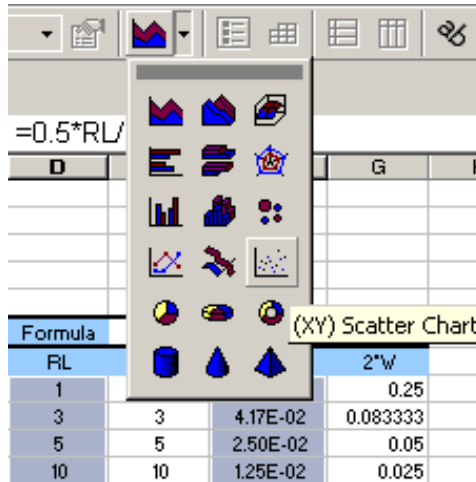 =0.5*RL/
D G
(XY) Scatter Chart
Formula
RL 2"W
1 0.25
3 3 4.17E-02 0.083333
5 5 2.50E-02 0.05
10 10 1.25E-02 0.025